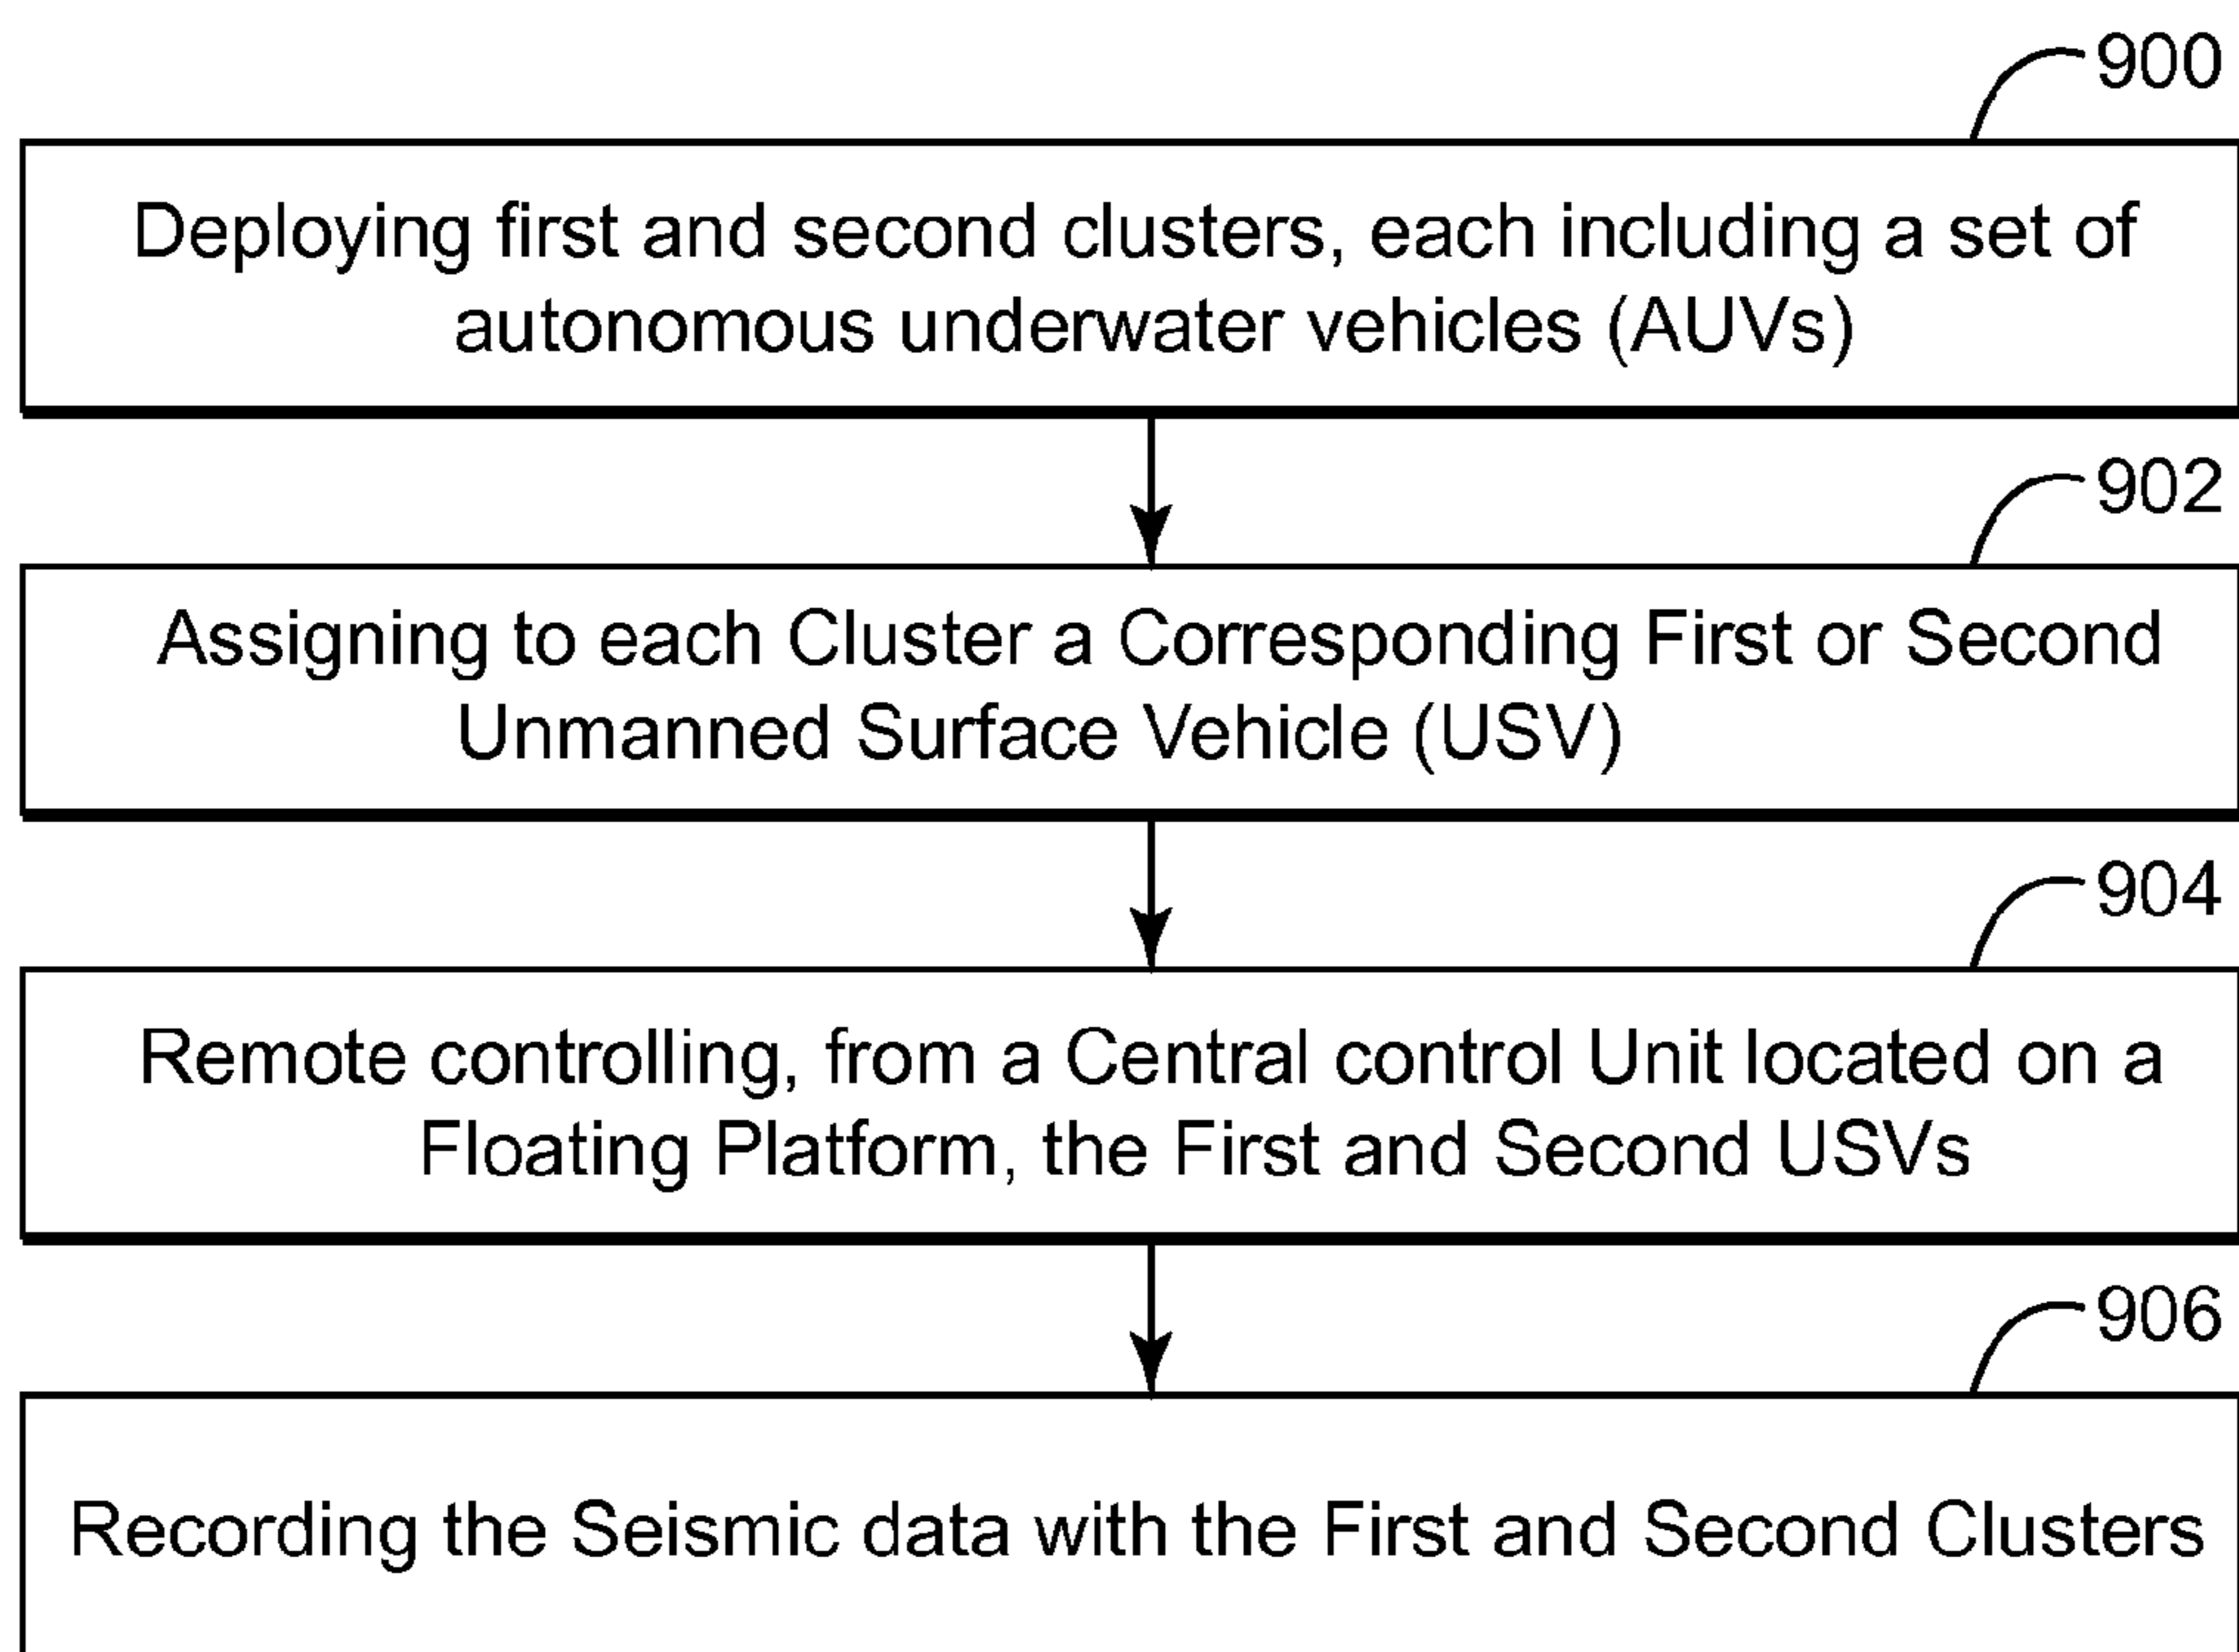 900
Deploying first and second clusters, each including a set of
autonomous underwater vehicles (AUVs)
902
Assigning to each Cluster a Corresponding First or Second
Unmanned Surface Vehicle (USV)
904
Remote controlling, from a Central control Unit located on a
Floating Platform, the First and Second USVs
906
Recording the Seismic data with the First and Second Clusters